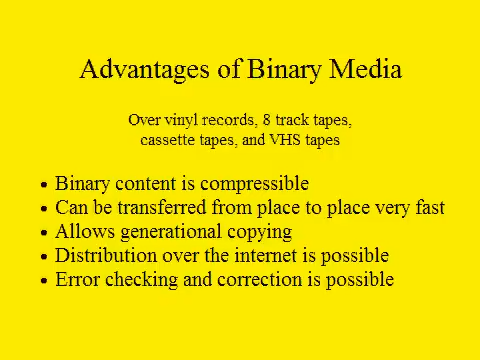 Advantages of Binary Media
Over vinyl records, 8 track tapes,
cassette tapes, and VHS tapes
• Binary content is compressible
• Can be transferred from place to place very fast
• Allows generational copying
• Distribution over the internet is possible
• Error checking and correction is possible